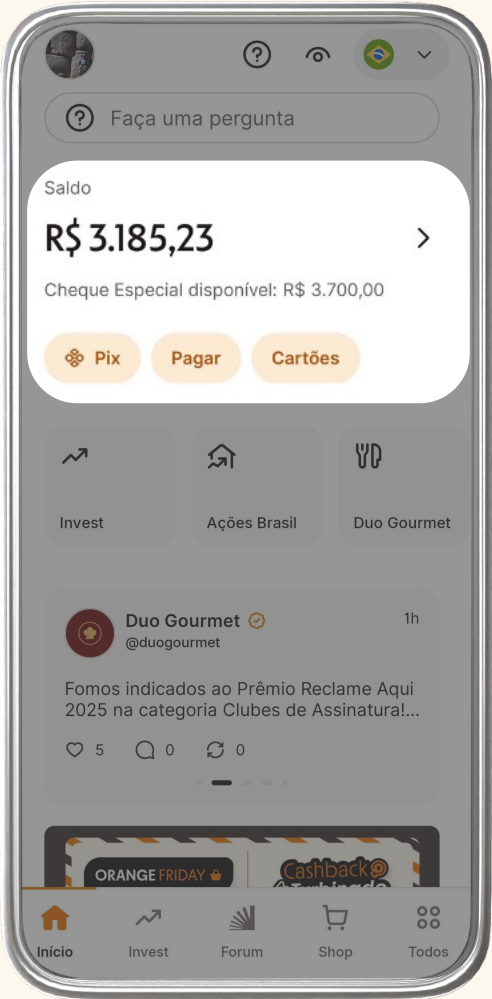 Faça uma pergunta
Saldo
R$ 3.185,23
Cheque Especial disponível: R$ 3.700,00
Pix
Pagar
Cartões
Invest
Ações Brasil
Duo Gourmet
Duo Gourmet
1h
@duogourmet
Fomos indicados ao Prêmio Reclame Aqui
2025 na categoria Clubes de Assinatura!...
5
0
0
ORANGE FRIDAY
Cashback
Turbinado
Início
Invest
Forum
Shop
Todos